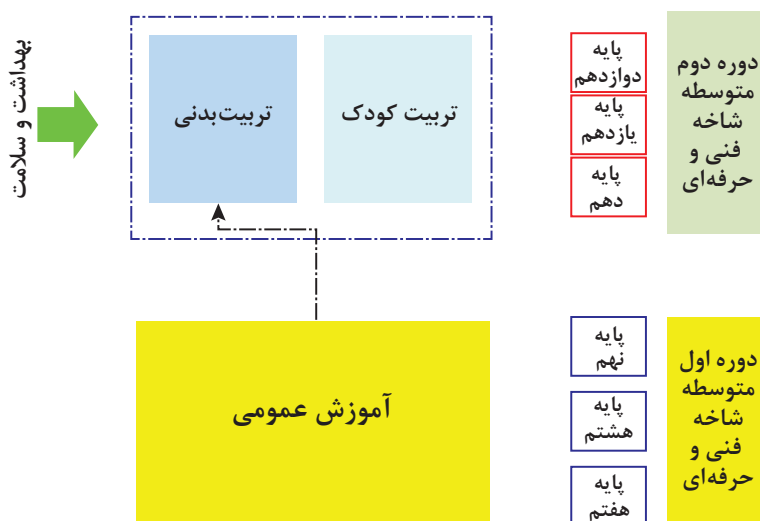 دوره دوم
متوسطه
شاخه
فنی و
حرفه‌ای
پایه
دوازدهم
پایه
یازدهم
پایه
دهم
تربیت کودک
تربیت‌بدنی
بهداشت و سلامت
دوره اول
متوسطه
شاخه
فنی و
حرفه‌ای
پایه
نهم
پایه
هشتم
پایه
هفتم
آموزش عمومی